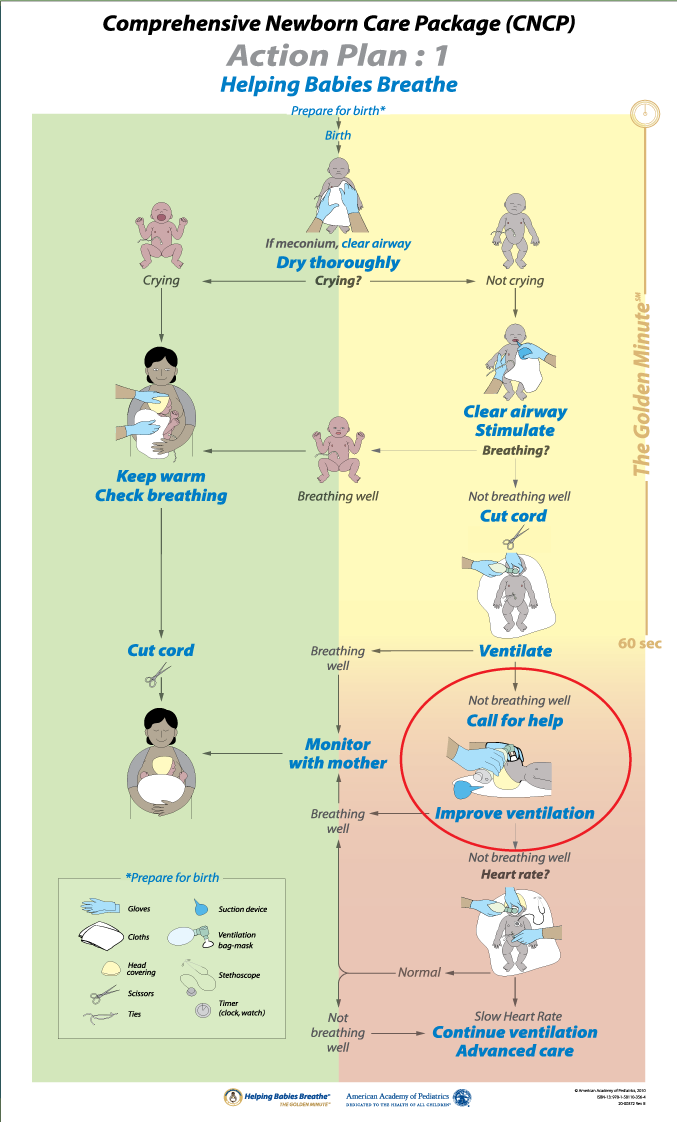 Comprehensive Newborn Care Package (CNCP)
Action Plan : 1
Helping Babies Breathe
Prepare for birth*
Birth
If meconium, clear airway
Dry thoroughly
Crying
Crying?
Not crying
The Golden Minute℠
Clear airway
Stimulate
Breathing?
Keep warm
Check breathing
Breathing well
Not breathing well
Cut cord
60 sec
Cut cord
Breathing
well
Ventilate
Not breathing well
Call for help
Monitor
with mother
Breathing
well
Improve ventilation
Not breathing well
Heart rate?
*Prepare for birth
Gloves
Suction device
Cloths
Ventilation
bag-mask
Head
covering
Stethoscope
Scissors
Timer
(clock, watch)
Ties
Normal
Not
breathing
well
Slow Heart Rate
Continue ventilation
Advanced care
Helping Babies Breathe®
THE GOLDEN MINUTE℠
American Academy of Pediatrics
DEDICATED TO THE HEALTH OF ALL CHILDREN®
© American Academy of Pediatrics, 2010